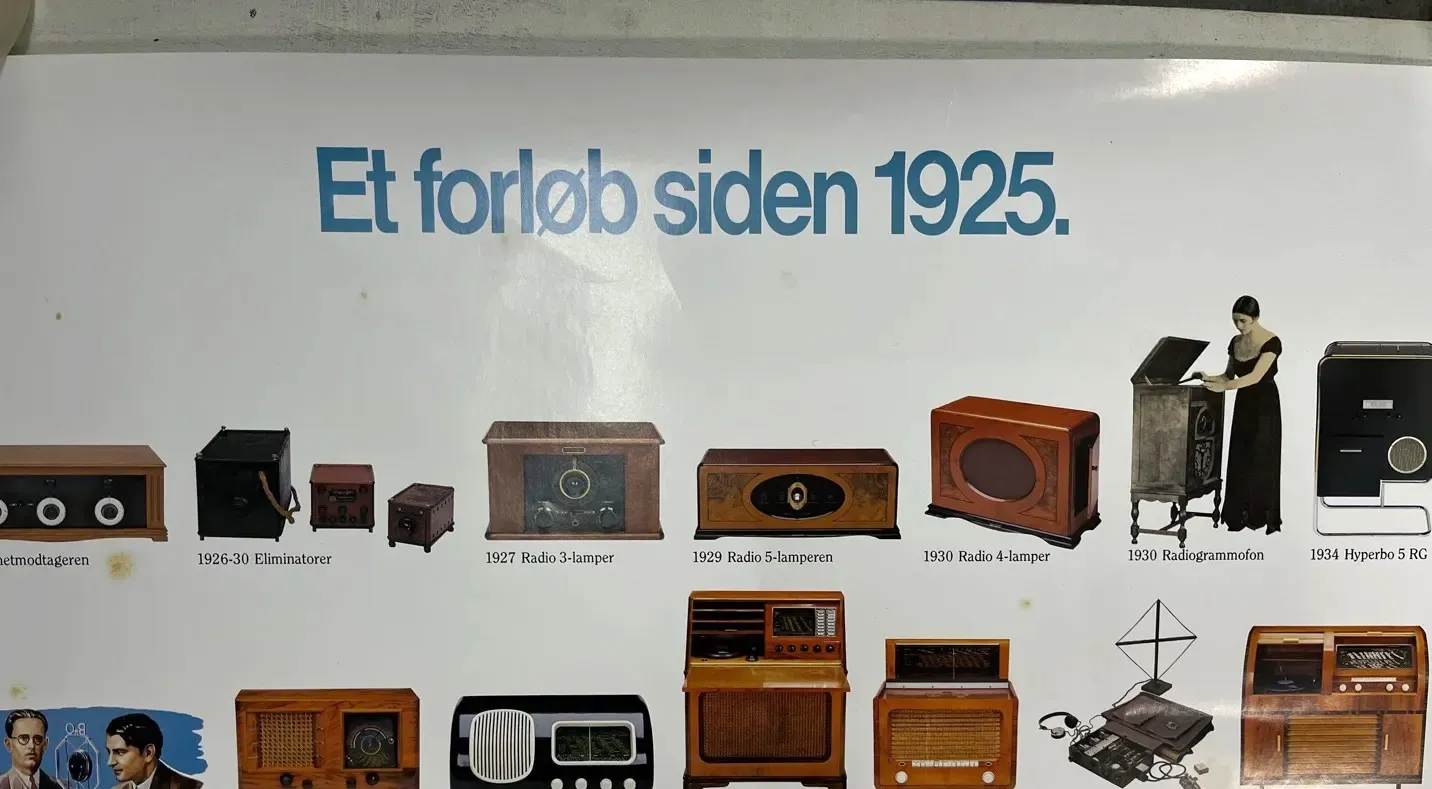 Et forløb siden 1925.
netmodtageren
1926-30 Eliminatorer
1927 Radio 3-lamper
1929 Radio 5-lamperen
1930 Radio 4-lamper
1930 Radiogrammofon
1934 Hyperbo 5 RG
B+O